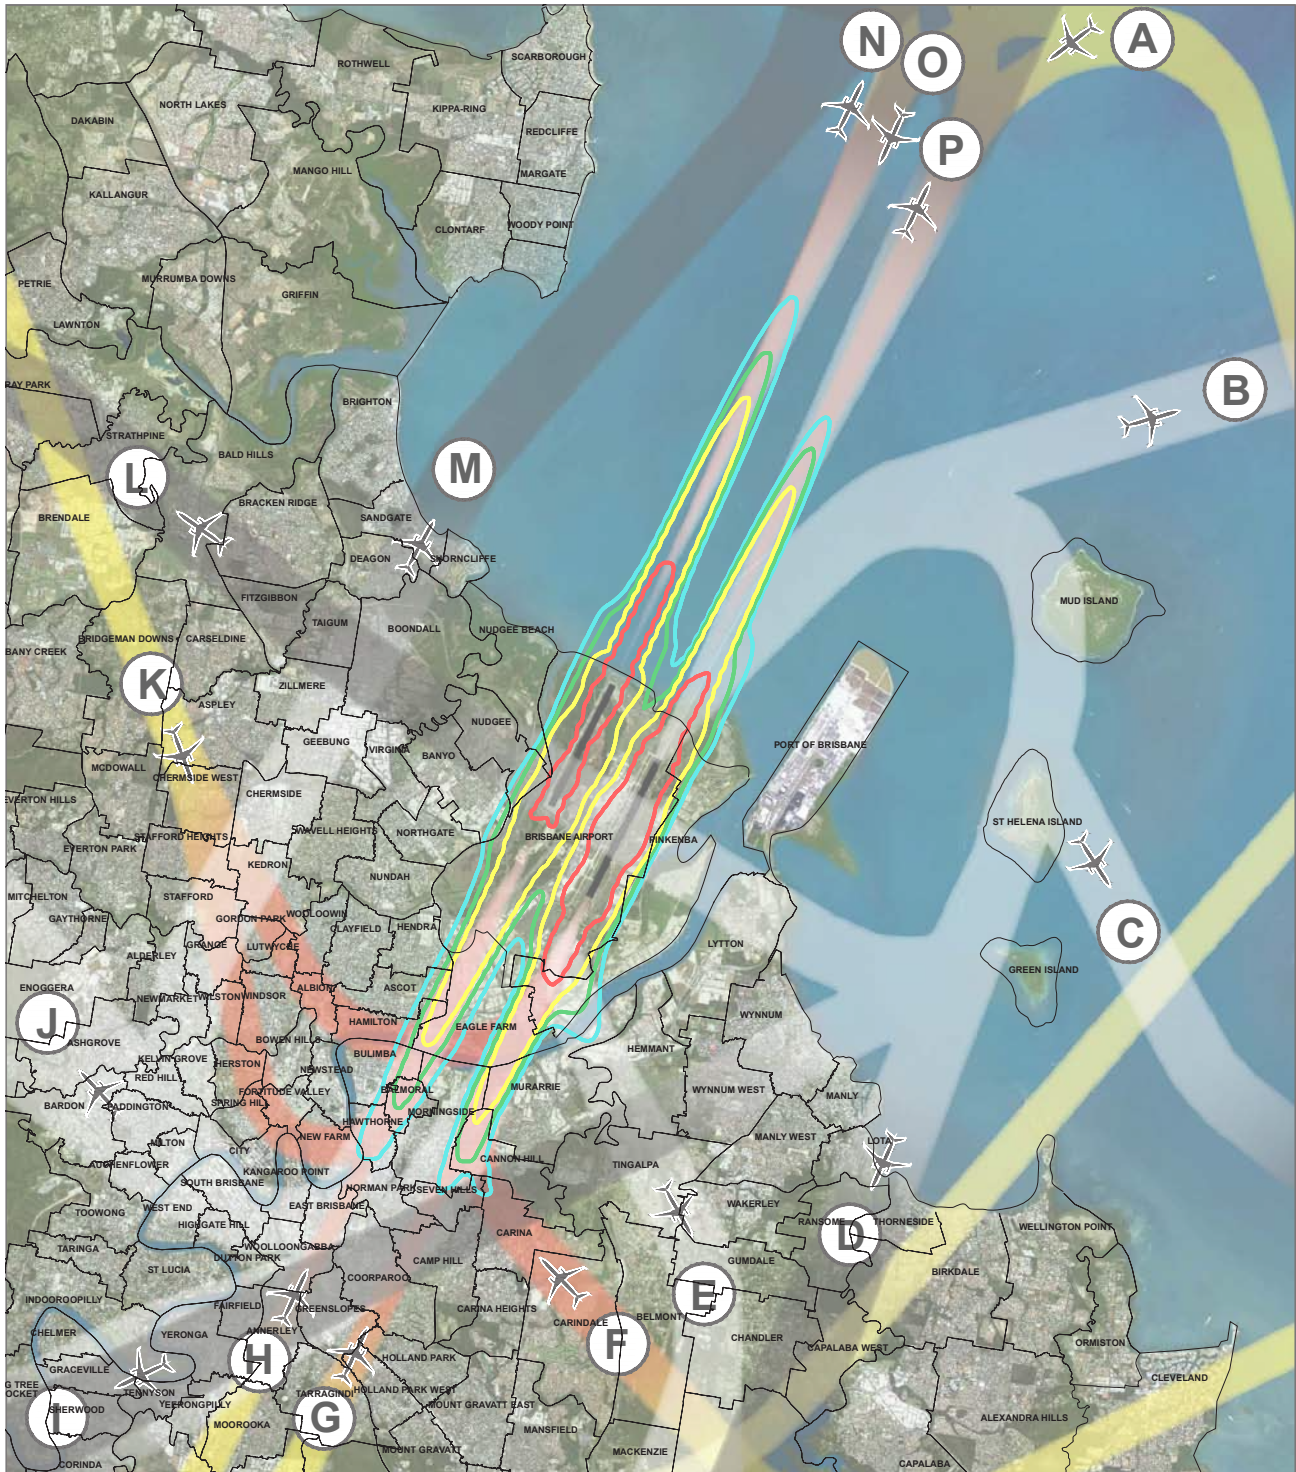 N
A
O
SCARBOROUGH
ROTHWELL
NORTH LAKES
KIPPA-RING
DAKABIN
REDCLIFFE
P
MANGO HILL
MARGATE
KALLANGUR
WOODY POINT
CLONTARF
MURRUMBA DOWNS
PETRIE
GRIFFIN
LAWNTON
RAY PARK
B
BRIGHTON
STRATHPINE
BALD HILLS
M
L
BRACKEN RIDGE
BRENDALE
SANDGATE
DEAGON
SHORNCLIFFE
FITZGIBBON
MUD ISLAND
TAIGUM
BOONDALL
NUDGEE BEACH
BRIDGEMAN DOWNS
CARSELDINE
BANY CREEK
K
ZILLMERE
ASPLEY
NUDGEE
GEEBUNG
VIRGINIA
BANYO
PORT OF BRISBANE
MCDOWALL
CHERMSIDE WEST
CHERMSIDE
EVERTON HILLS
ST HELENA ISLAND
WAVELL HEIGHTS
NORTHGATE
STAFFORD HEIGHTS
BRISBANE AIRPORT
PINKENBA
EVERTON PARK
KEDRON
NUNDAH
MITCHELTON
STAFFORD
GAYTHORNE
GORDON PARK
WOOLOOWIN
CLAYFIELD
HENDRA
C
GRANGE
LUTWYCHE
LYTTON
ALDERLEY
GREEN ISLAND
ENOGGERA
ALBION
ASCOT
NEWMARKET
WILSTON
WINDSOR
WYNNUM
J
HAMILTON
EAGLE FARM
ASHGROVE
BOWEN HILLS
HEMMANT
BULIMBA
KELVIN GROVE
HERSTON
NEWSTEAD
RED HILL
MURARRIE
WYNNUM WEST
FORTITUDE VALLEY
BALMORAL
MANLY
SPRING HILL
BARDON
PADDINGTON
MORNINGSIDE
HAWTHORNE
NEW FARM
MANLY WEST
MILTON
LOTA
CITY
CANNON HILL
AUCHENFLOWER
TINGALPA
KANGAROO POINT
SOUTH BRISBANE
NORMAN PARK
SEVEN HILLS
WAKERLEY
WEST END
EAST BRISBANE
TOOWONG
RANSOME
D
THORNESIDE
HIGHGATE HILL
WELLINGTON POINT
CARINA
WOOLLOONGABBA
TARINGA
DUTTON PARK
CAMP HILL
GUMDALE
ST LUCIA
BIRKDALE
COORPAROO
E
INDOOROOPILLY
FAIRFIELD
GREENSLOPES
CARINA HEIGHTS
BELMONT
CARINDALE
CHELMER
YERONGA
ANNERLEY
CHANDLER
F
ORMISTON
CAPALABA WEST
HOLLAND PARK
H
GRACEVILLE
CLEVELAND
G TREE
POCKET
TENNYSON
TARRAGINDI
HOLLAND PARK WEST
YEERONGPILLY
MOUNT GRAVATT EAST
I
SHERWOOD
G
ALEXANDRA HILLS
MOOROOKA
MANSFIELD
MOUNT GRAVATT
MACKENZIE
CORINDA
CAPALABA